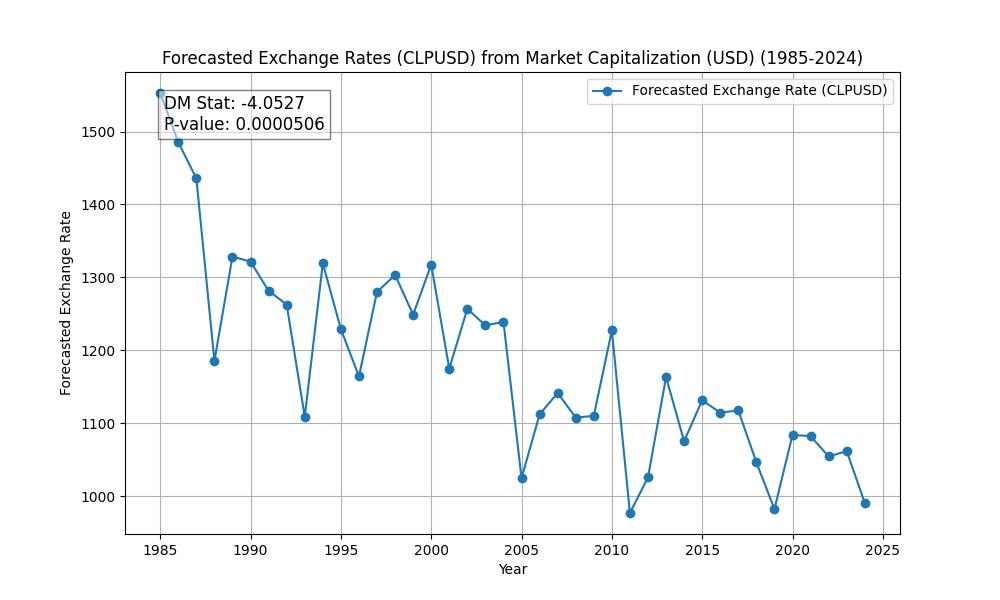 Forecasted Exchange Rates (CLPUSD) from Market Capitalization (USD) (1985-2024)
Forecasted Exchange Rate (CLPUSD)
DM Stat: -4.0527
P-value: 0.0000506
Forecasted Exchange Rate
1500
1400
1300
1200
1100
1000
1985 1990 1995 2000 2005 2010 2015 2020 2025
Year